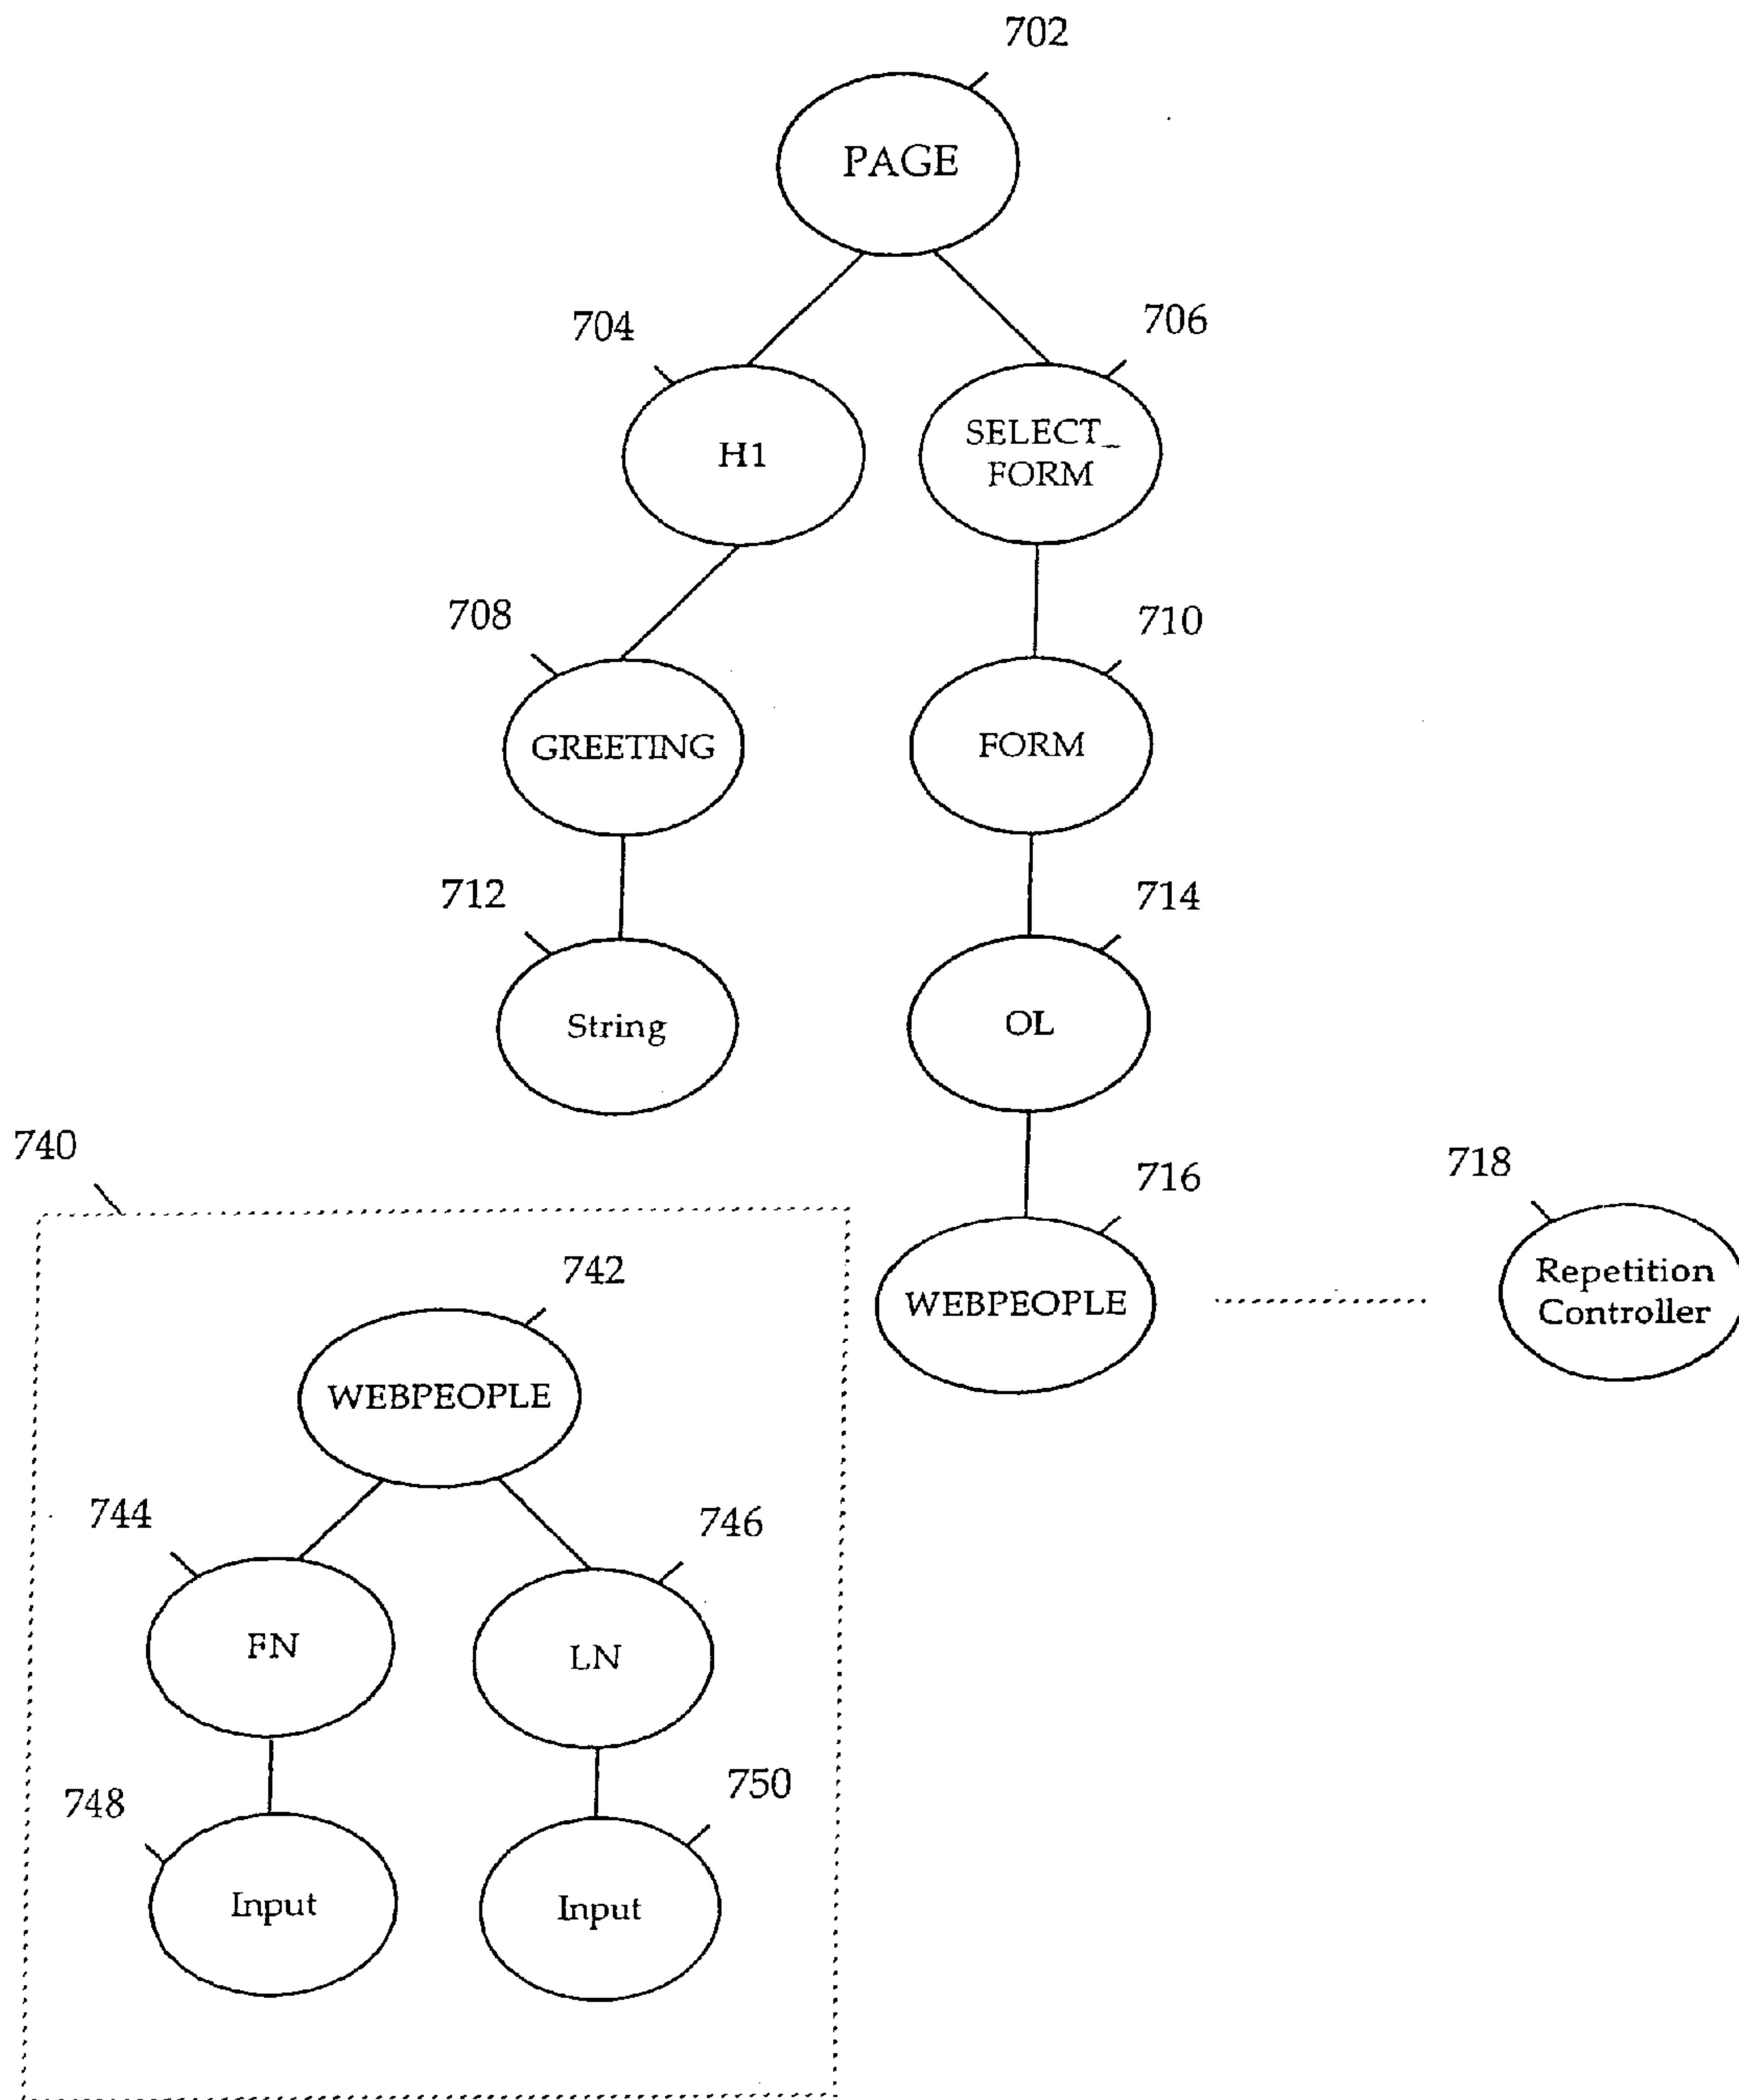 702
PAGE
704
706
H1
SELECT_
FORM
708
710
GREETING
FORM
712
714
String
OL
740
716
718
WEBPEOPLE
Repetition
Controller
742
WEBPEOPLE
744
746
FN
LN
748
750
Input
Input